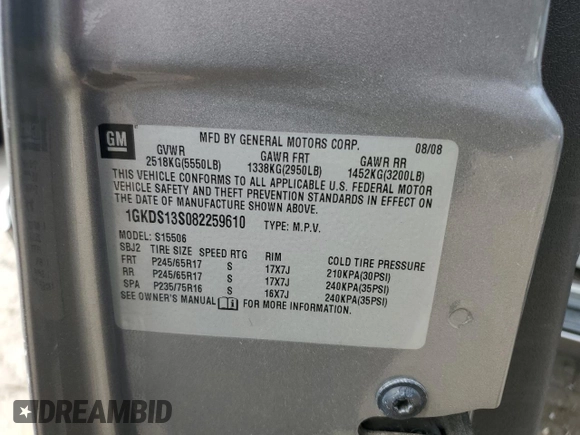 GM
MFD BY GENERAL MOTORS CORP. 08/08
GVWR GAWR FRT GAWR RR
2518KG(5550LB) 1338KG(2950LB) 1452KG(3200LB)
THIS VEHICLE CONFORMS TO ALL APPLICABLE U.S. FEDERAL MOTOR
VEHICLE SAFETY AND THEFT PREVENTION STANDARDS IN EFFECT ON
THE DATE OF MANUFACTURE SHOWN ABOVE.
1GKDS13S082259610 TYPE: M.P.V.
MODEL: S15506
SBJ2 TIRE SIZE SPEED RTG RIM COLD TIRE PRESSURE
FRT P245/65R17 S 17X7J 210KPA(30PSI)
RR P245/65R17 S 17X7J 240KPA(35PSI)
SPA P235/75R16 S 16X7J 240KPA(35PSI)
SEE OWNER'S MANUAL FOR MORE INFORMATION.
DREAMBID